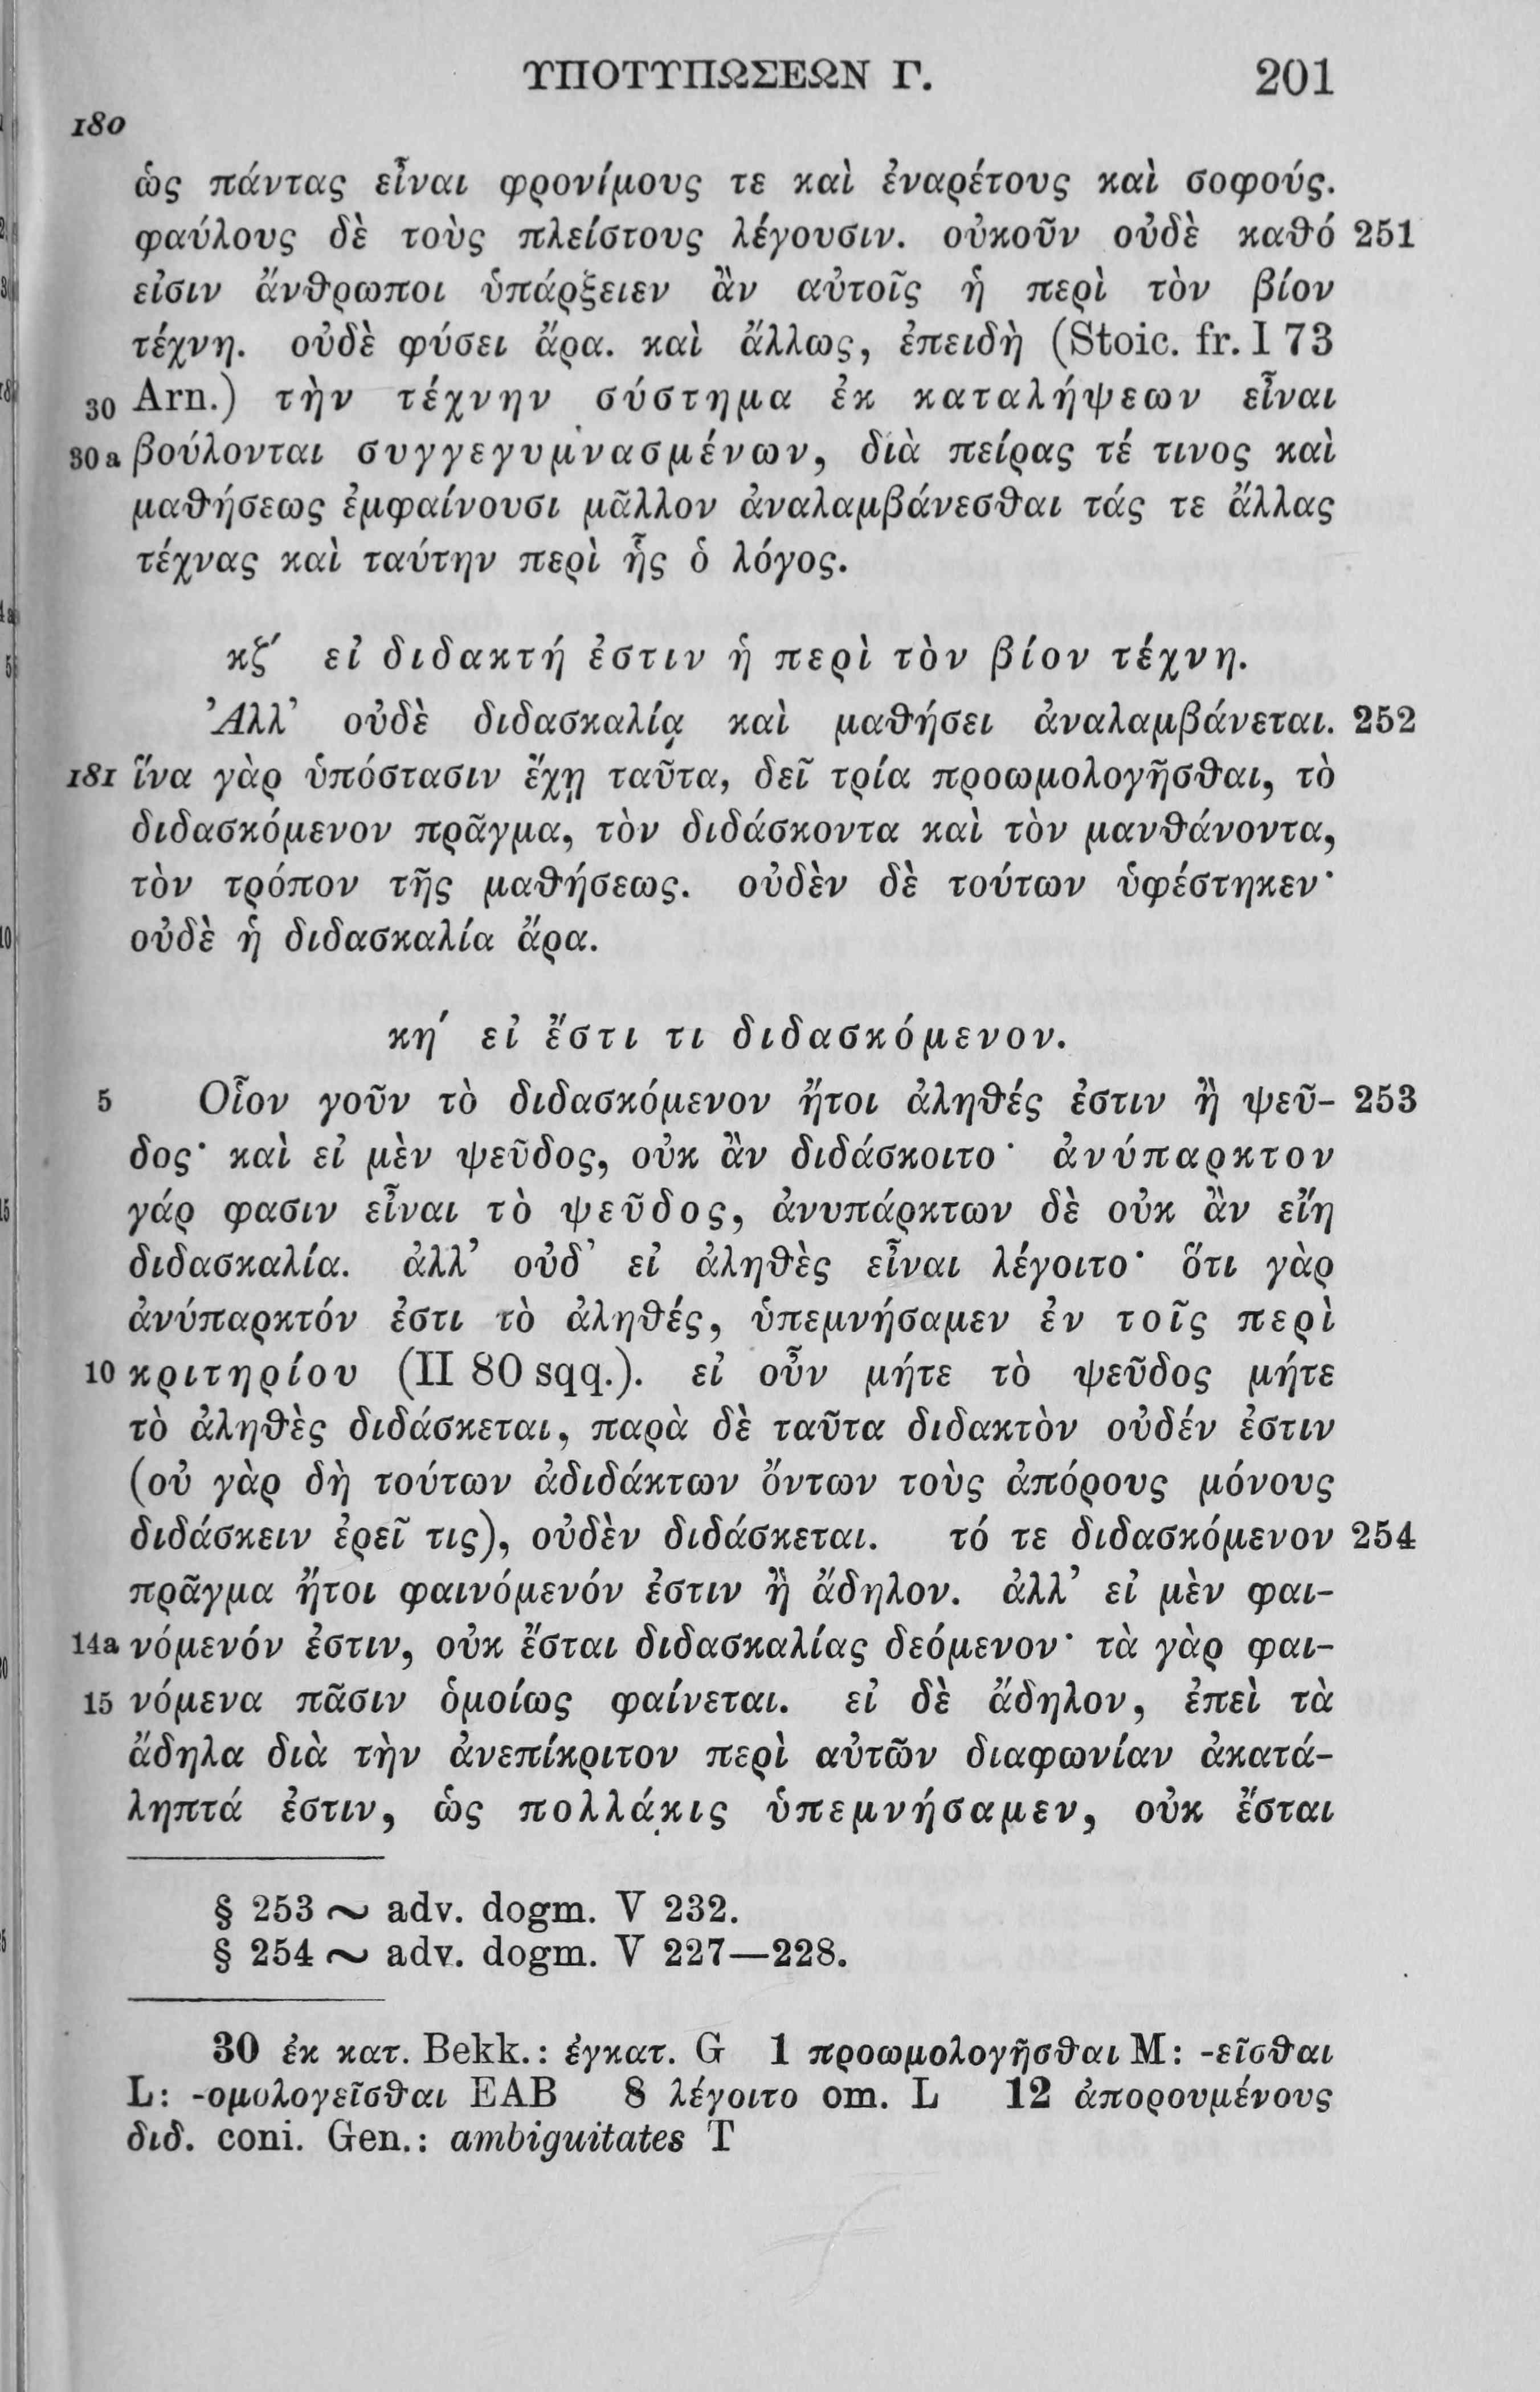 ΥΠΟΤΥΠΩΣΕΩΝ Γ. 201
180
ὡς πάντας εἶναι φρονίμους τε καὶ ἐναρέτους καὶ σοφούς.
φαύλους δὲ τοὺς πλείστους λέγουσιν. οὐκοῦν οὐδὲ καθό 251
εἰσιν ἄνθρωποι ὑπάρξειεν ἂν αὐτοῖς ἡ περὶ τὸν βίον
τέχνη. οὐδὲ φύσει ἄρα. καὶ ἄλλως, ἐπειδὴ (Stoic. fr. I 73
30 Arn.) τὴν τέχνην σύστημα ἐκ καταλήψεων εἶναι
30a βούλονται συγγεγυμνασμένων, διὰ πείρας τέ τινος καὶ
μαθήσεως ἐμφαίνουσι μᾶλλον ἀναλαμβάνεσθαι τάς τε ἄλλας
τέχνας καὶ ταύτην περὶ ἧς ὁ λόγος.
κζ′ εἰ διδακτή ἐστιν ἡ περὶ τὸν βίον τέχνη.
Ἀλλ’ οὐδὲ διδασκαλίᾳ καὶ μαθήσει ἀναλαμβάνεται. 252
181 ἵνα γὰρ ὑπόστασιν ἔχῃ ταῦτα, δεῖ τρία προωμολογῆσθαι, τὸ
διδασκόμενον πρᾶγμα, τὸν διδάσκοντα καὶ τὸν μανθάνοντα,
τὸν τρόπον τῆς μαθήσεως. οὐδὲν δὲ τούτων ὑφέστηκεν·
οὐδὲ ἡ διδασκαλία ἄρα.
κη′ εἰ ἔστι τι διδασκόμενον.
5 Οἷον γοῦν τὸ διδασκόμενον ἤτοι ἀληθές ἐστιν ἢ ψεῦ- 253
δος· καὶ εἰ μὲν ψεῦδος, οὐκ ἂν διδάσκοιτο· ἀνύπαρκτον
γάρ φασιν εἶναι τὸ ψεῦδος, ἀνυπάρκτων δὲ οὐκ ἂν εἴη
διδασκαλία. ἀλλ’ οὐδ’ εἰ ἀληθὲς εἶναι λέγοιτο· ὅτι γὰρ
ἀνύπαρκτόν ἐστι τὸ ἀληθές, ὑπεμνήσαμεν ἐν τοῖς περὶ
10 κριτηρίου (II 80 sqq.). εἰ οὖν μήτε τὸ ψεῦδος μήτε
τὸ ἀληθὲς διδάσκεται, παρὰ δὲ ταῦτα διδακτὸν οὐδέν ἐστιν
(οὐ γὰρ δὴ τούτων ἀδιδάκτων ὄντων τοὺς ἀπόρους μόνους
διδάσκειν ἐρεῖ τις), οὐδὲν διδάσκεται. τό τε διδασκόμενον 254
πρᾶγμα ἤτοι φαινόμενόν ἐστιν ἢ ἄδηλον. ἀλλ’ εἰ μὲν φαι-
14a νόμενόν ἐστιν, οὐκ ἔσται διδασκαλίας δεόμενον· τὰ γὰρ φαι-
15 νόμενα πᾶσιν ὁμοίως φαίνεται. εἰ δὲ ἄδηλον, ἐπεὶ τὰ
ἄδηλα διὰ τὴν ἀνεπίκριτον περὶ αὐτῶν διαφωνίαν ἀκατά-
ληπτά ἐστιν, ὡς πολλάκις ὑπεμνήσαμεν, οὐκ ἔσται
§ 253 ~ adv. dogm. V 232.
§ 254 ~ adv. dogm. V 227—228.
30 ἐκ κατ. Bekk.: ἐγκατ. G 1 προωμολογῆσθαι M: -εῖσθαι
L: -ομολογεῖσθαι EAB 8 λέγοιτο om. L 12 ἀπορουμένους
διδ. coni. Gen.: ambiguitates T